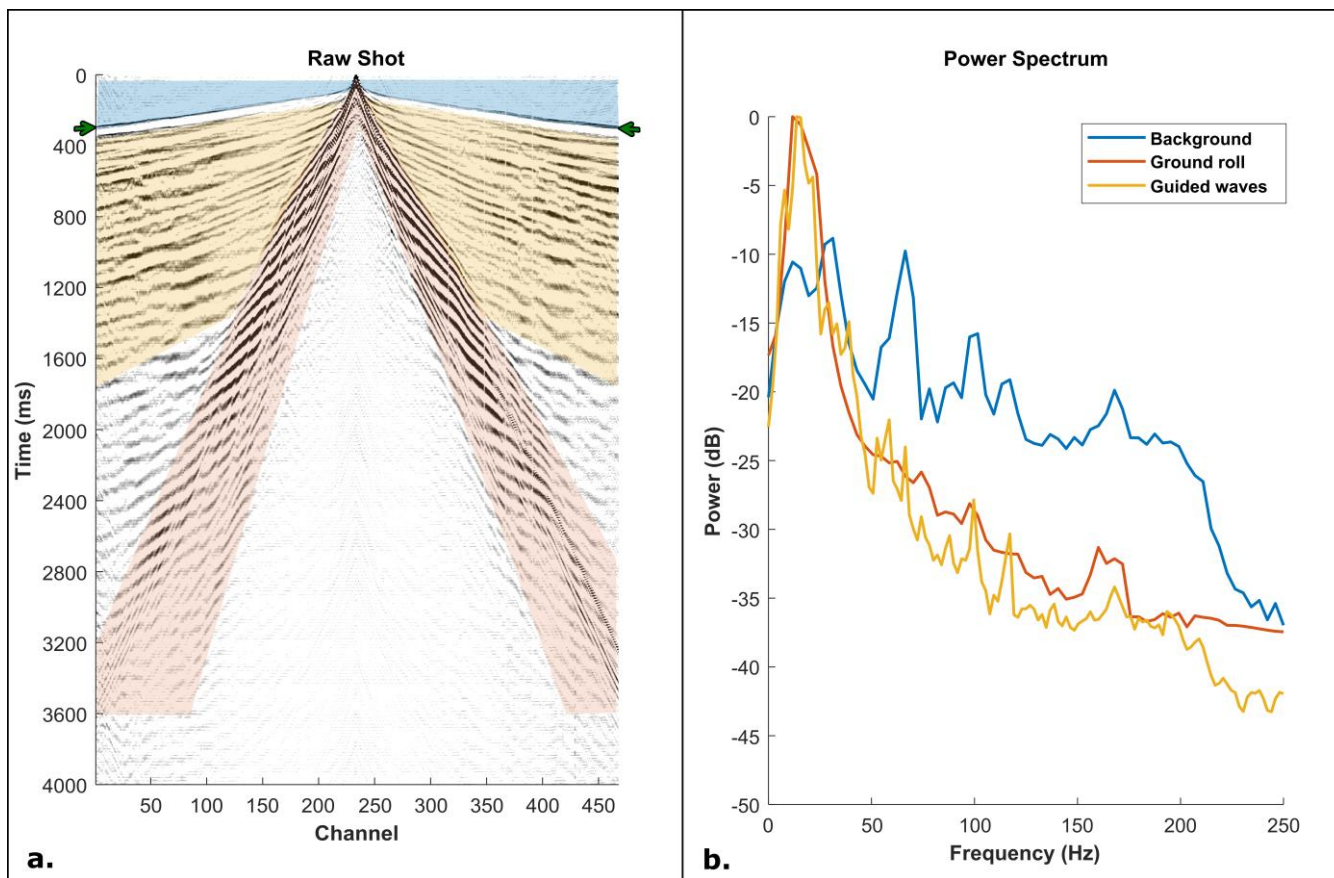 Raw Shot
0
400
800
1200
1600
2000
2400
2800
3200
3600
4000
Time (ms)
50 100 150 200 250 300 350 400 450
Channel
a.
Power Spectrum
Background
Ground roll
Guided waves
0
-5
-10
-15
-20
-25
-30
-35
-40
-45
-50
Power (dB)
0 50 100 150 200 250
Frequency (Hz)
b.